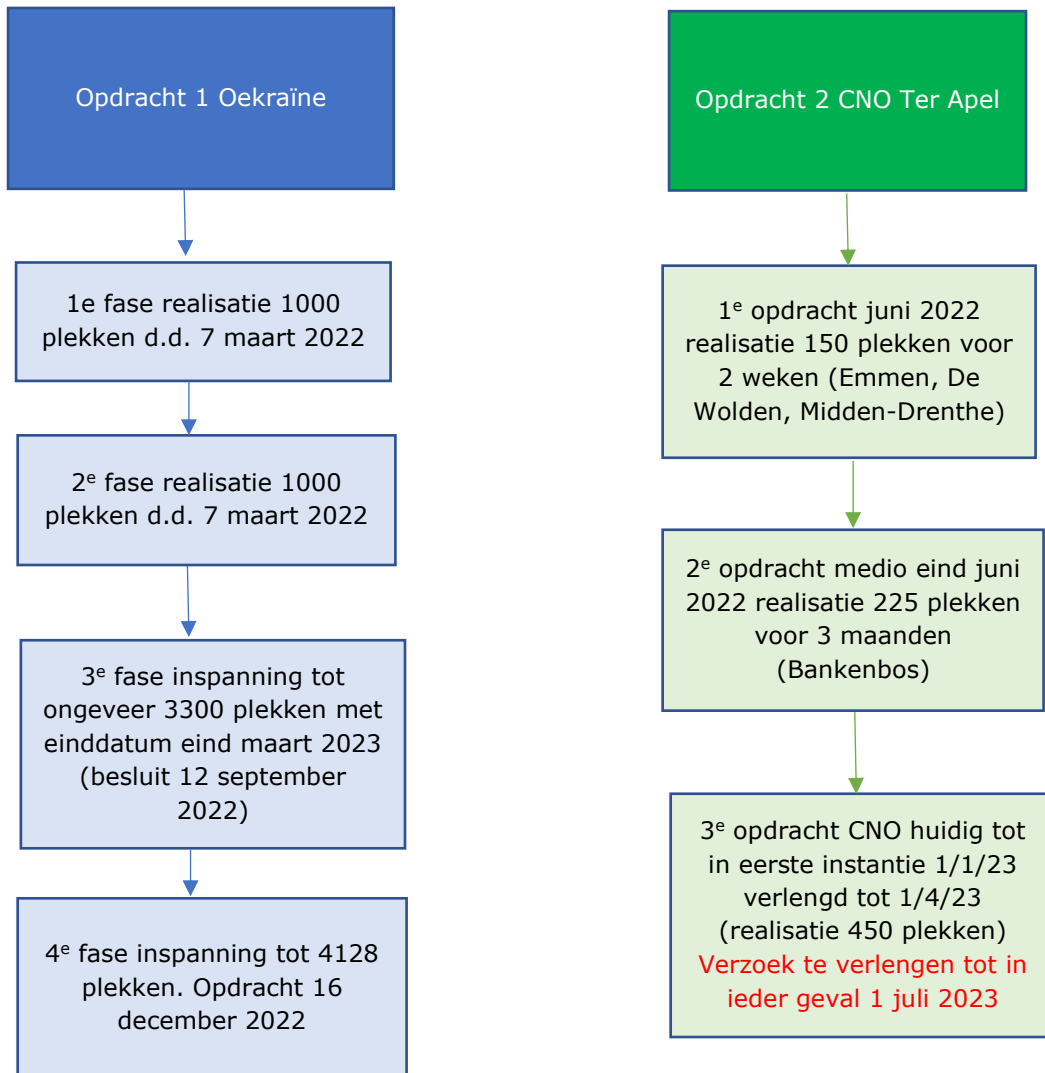 Opdracht 1 Oekraïne
1e fase realisatie 1000
plekken d.d. 7 maart 2022
2e fase realisatie 1000
plekken d.d. 7 maart 2022
3e fase inspanning tot
ongeveer 3300 plekken met
einddatum eind maart 2023
(besluit 12 september
2022)
4e fase inspanning tot 4128
plekken. Opdracht 16
december 2022
Opdracht 2 CNO Ter Apel
1e opdracht juni 2022
realisatie 150 plekken voor
2 weken (Emmen, De
Wolden, Midden-Drenthe)
2e opdracht medio eind juni
2022 realisatie 225 plekken
voor 3 maanden
(Bankenbos)
3e opdracht CNO huidig tot
in eerste instantie 1/1/23
verlengd tot 1/4/23
(realisatie 450 plekken)
Verzoek te verlengen tot in
ieder geval 1 juli 2023